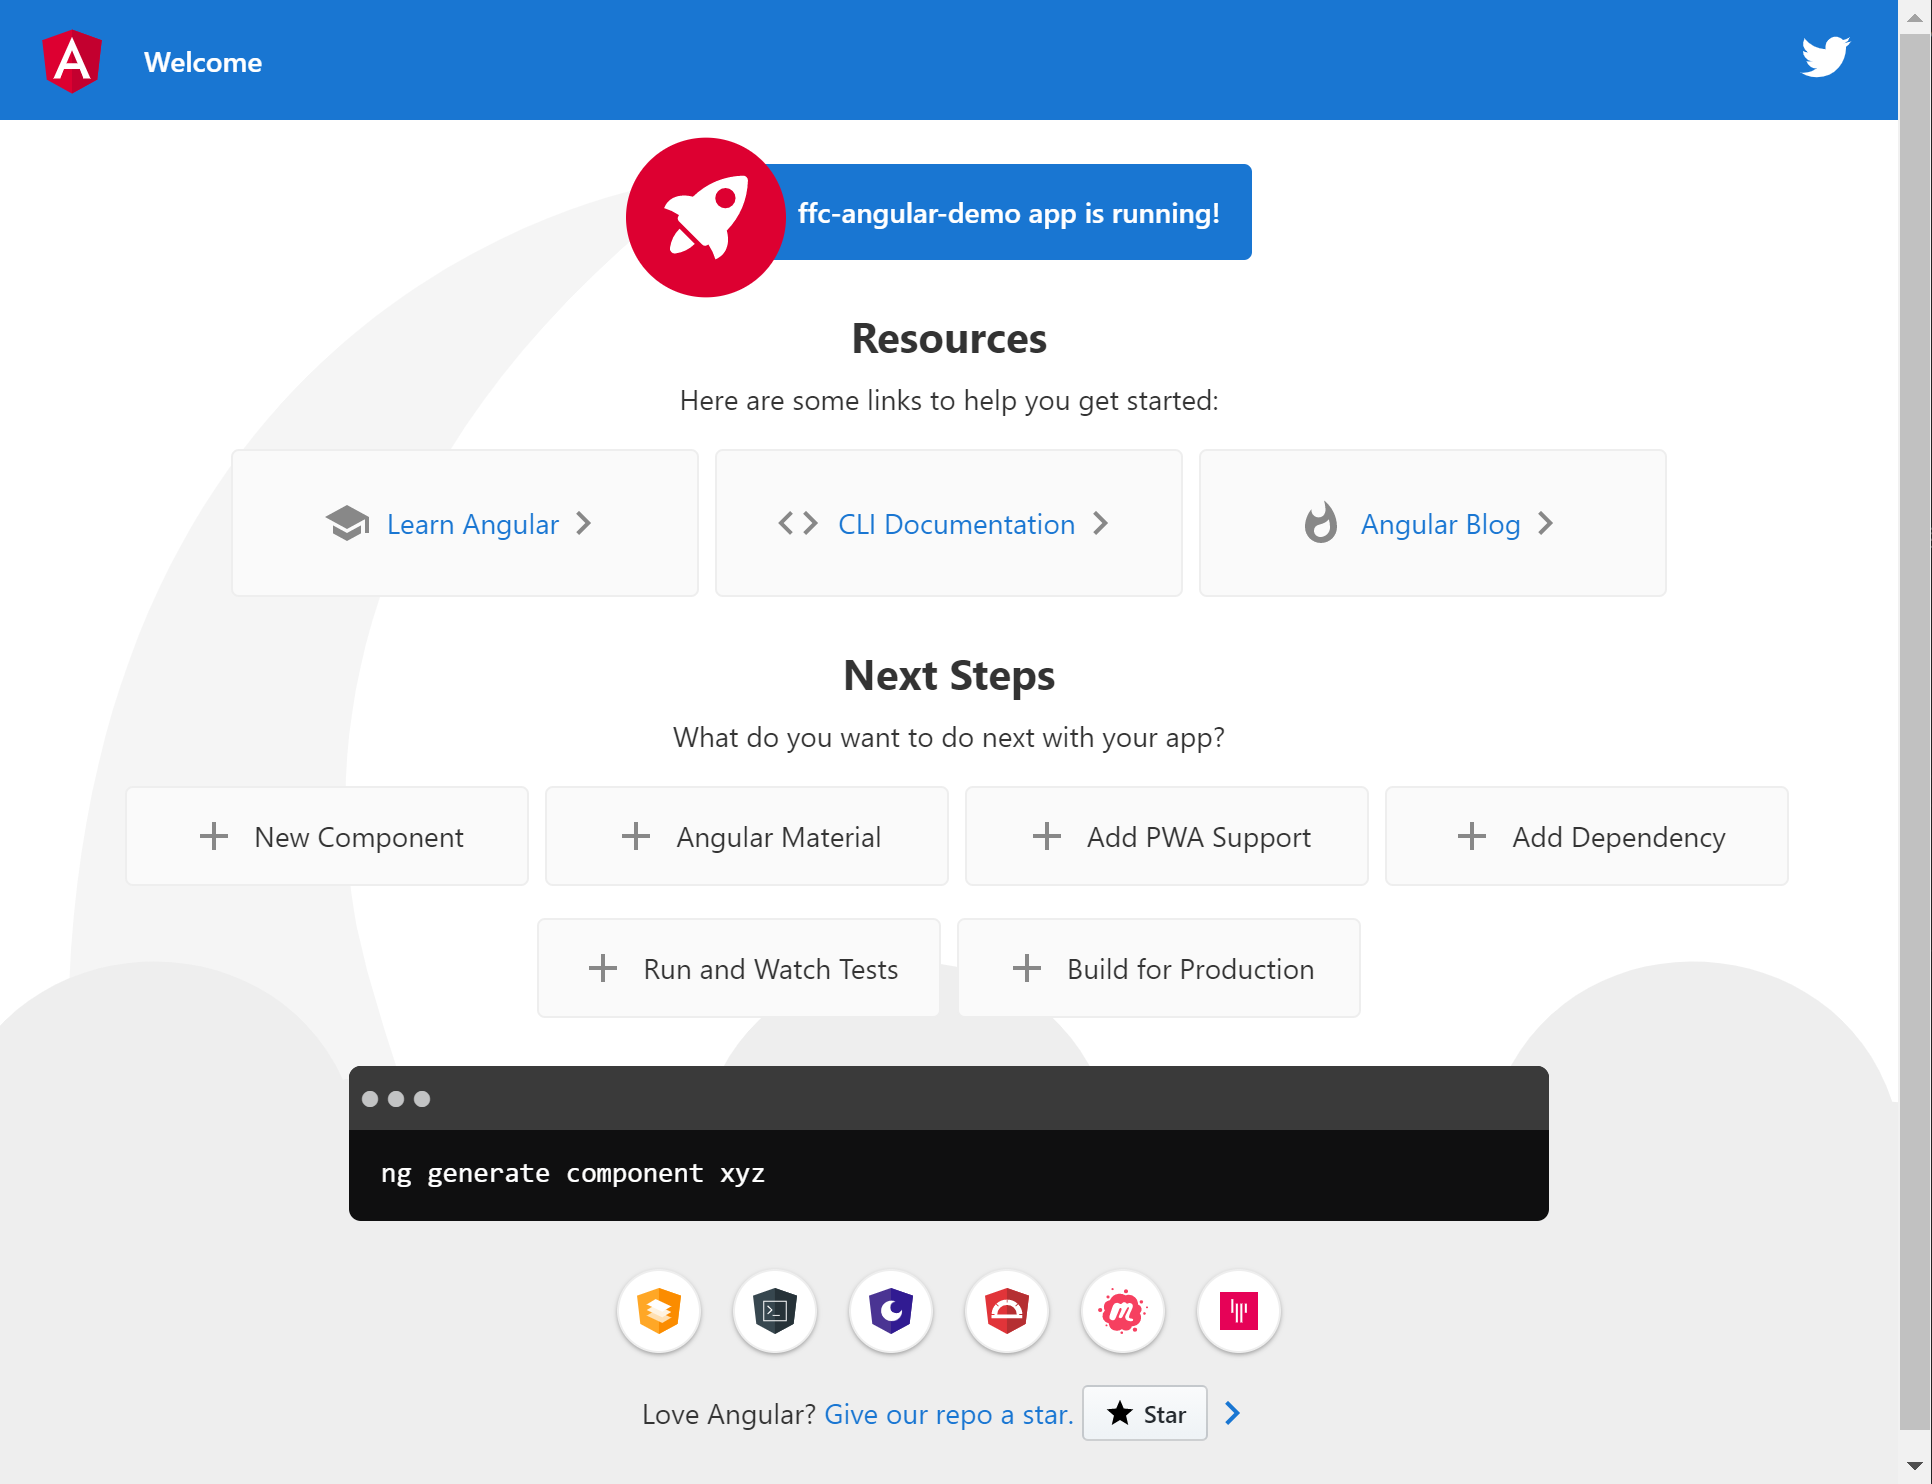 Welcome
ffc-angular-demo app is running!
Resources
Here are some links to help you get started:
Learn Angular
CLI Documentation
Angular Blog
Next Steps
What do you want to do next with your app?
New Component
Angular Material
Add PWA Support
Add Dependency
Run and Watch Tests
Build for Production
ng generate component xyz
Love Angular? Give our repo a star. Star